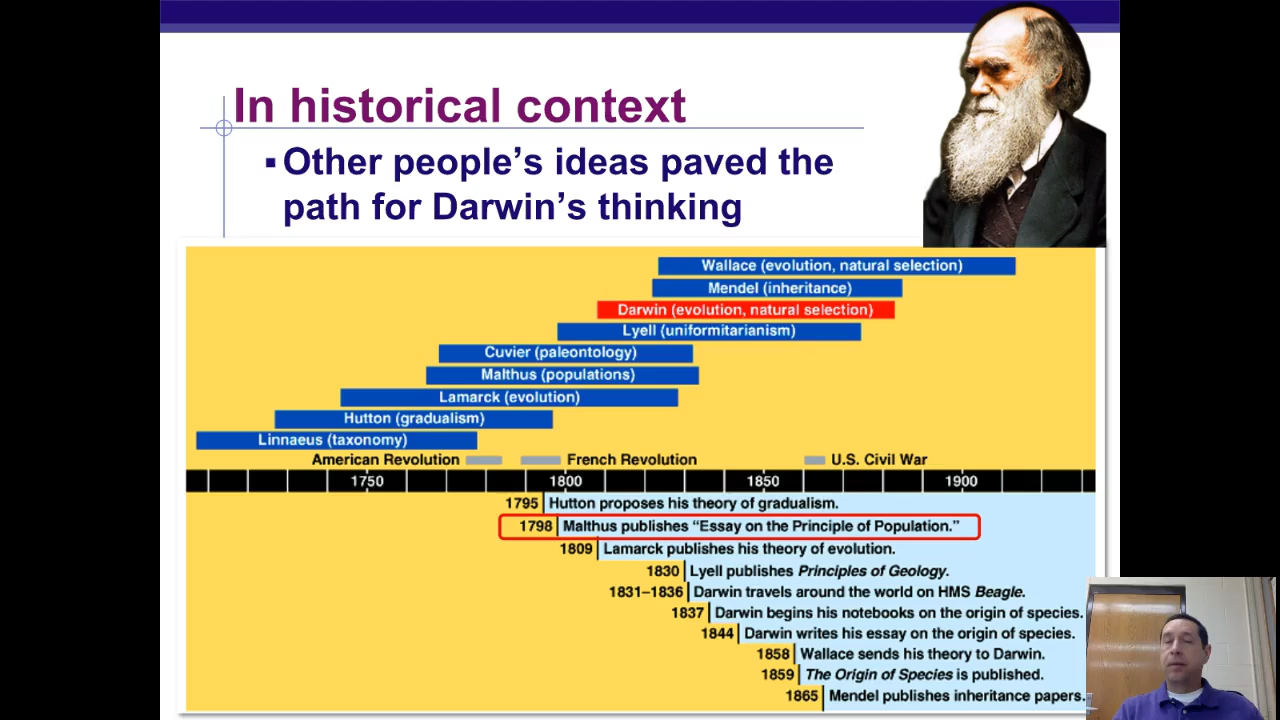 In historical context
▪ Other people's ideas paved the
path for Darwin's thinking
Wallace (evolution, natural selection)
Mendel (inheritance)
Darwin (evolution, natural selection)
Lyell (uniformitarianism)
Cuvier (paleontology)
Malthus (populations)
Lamarck (evolution)
Hutton (gradualism)
Linnaeus (taxonomy)
American Revolution French Revolution U.S. Civil War
1750 1800 1850 1900
1795 Hutton proposes his theory of gradualism.
1798 Malthus publishes “Essay on the Principle of Population.”
1809 Lamarck publishes his theory of evolution.
1830 Lyell publishes Principles of Geology.
1831–1836 Darwin travels around the world on HMS Beagle.
1837 Darwin begins his notebooks on the origin of species.
1844 Darwin writes his essay on the origin of species.
1858 Wallace sends his theory to Darwin.
1859 The Origin of Species is published.
1865 Mendel publishes inheritance papers.